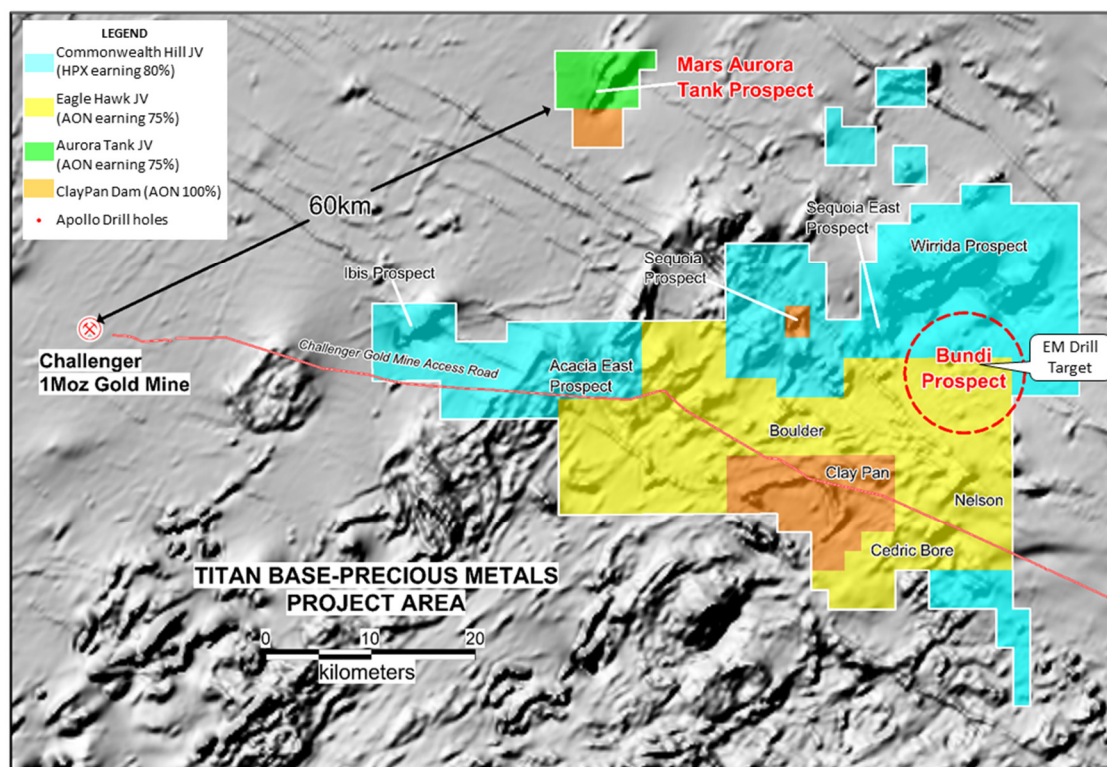 LEGEND
Commonwealth Hill JV
(HPX earning 80%)
Eagle Hawk JV
(AON earning 75%)
Aurora Tank JV
(AON earning 75%)
ClayPan Dam (AON 100%)
Apollo Drill holes
Mars Aurora
Tank Prospect
60km
Sequoia East
Prospect
Wirrida Prospect
Sequoia
Prospect
Ibis Prospect
Challenger
1Moz Gold Mine
Challenger Gold Mine Access Road
Acacia East
Prospect
Bundi
Prospect
EM Drill
Target
Boulder
Clay Pan
Nelson
Cedric Bore
TITAN BASE-PRECIOUS METALS
PROJECT AREA
0 10 20
kilometers